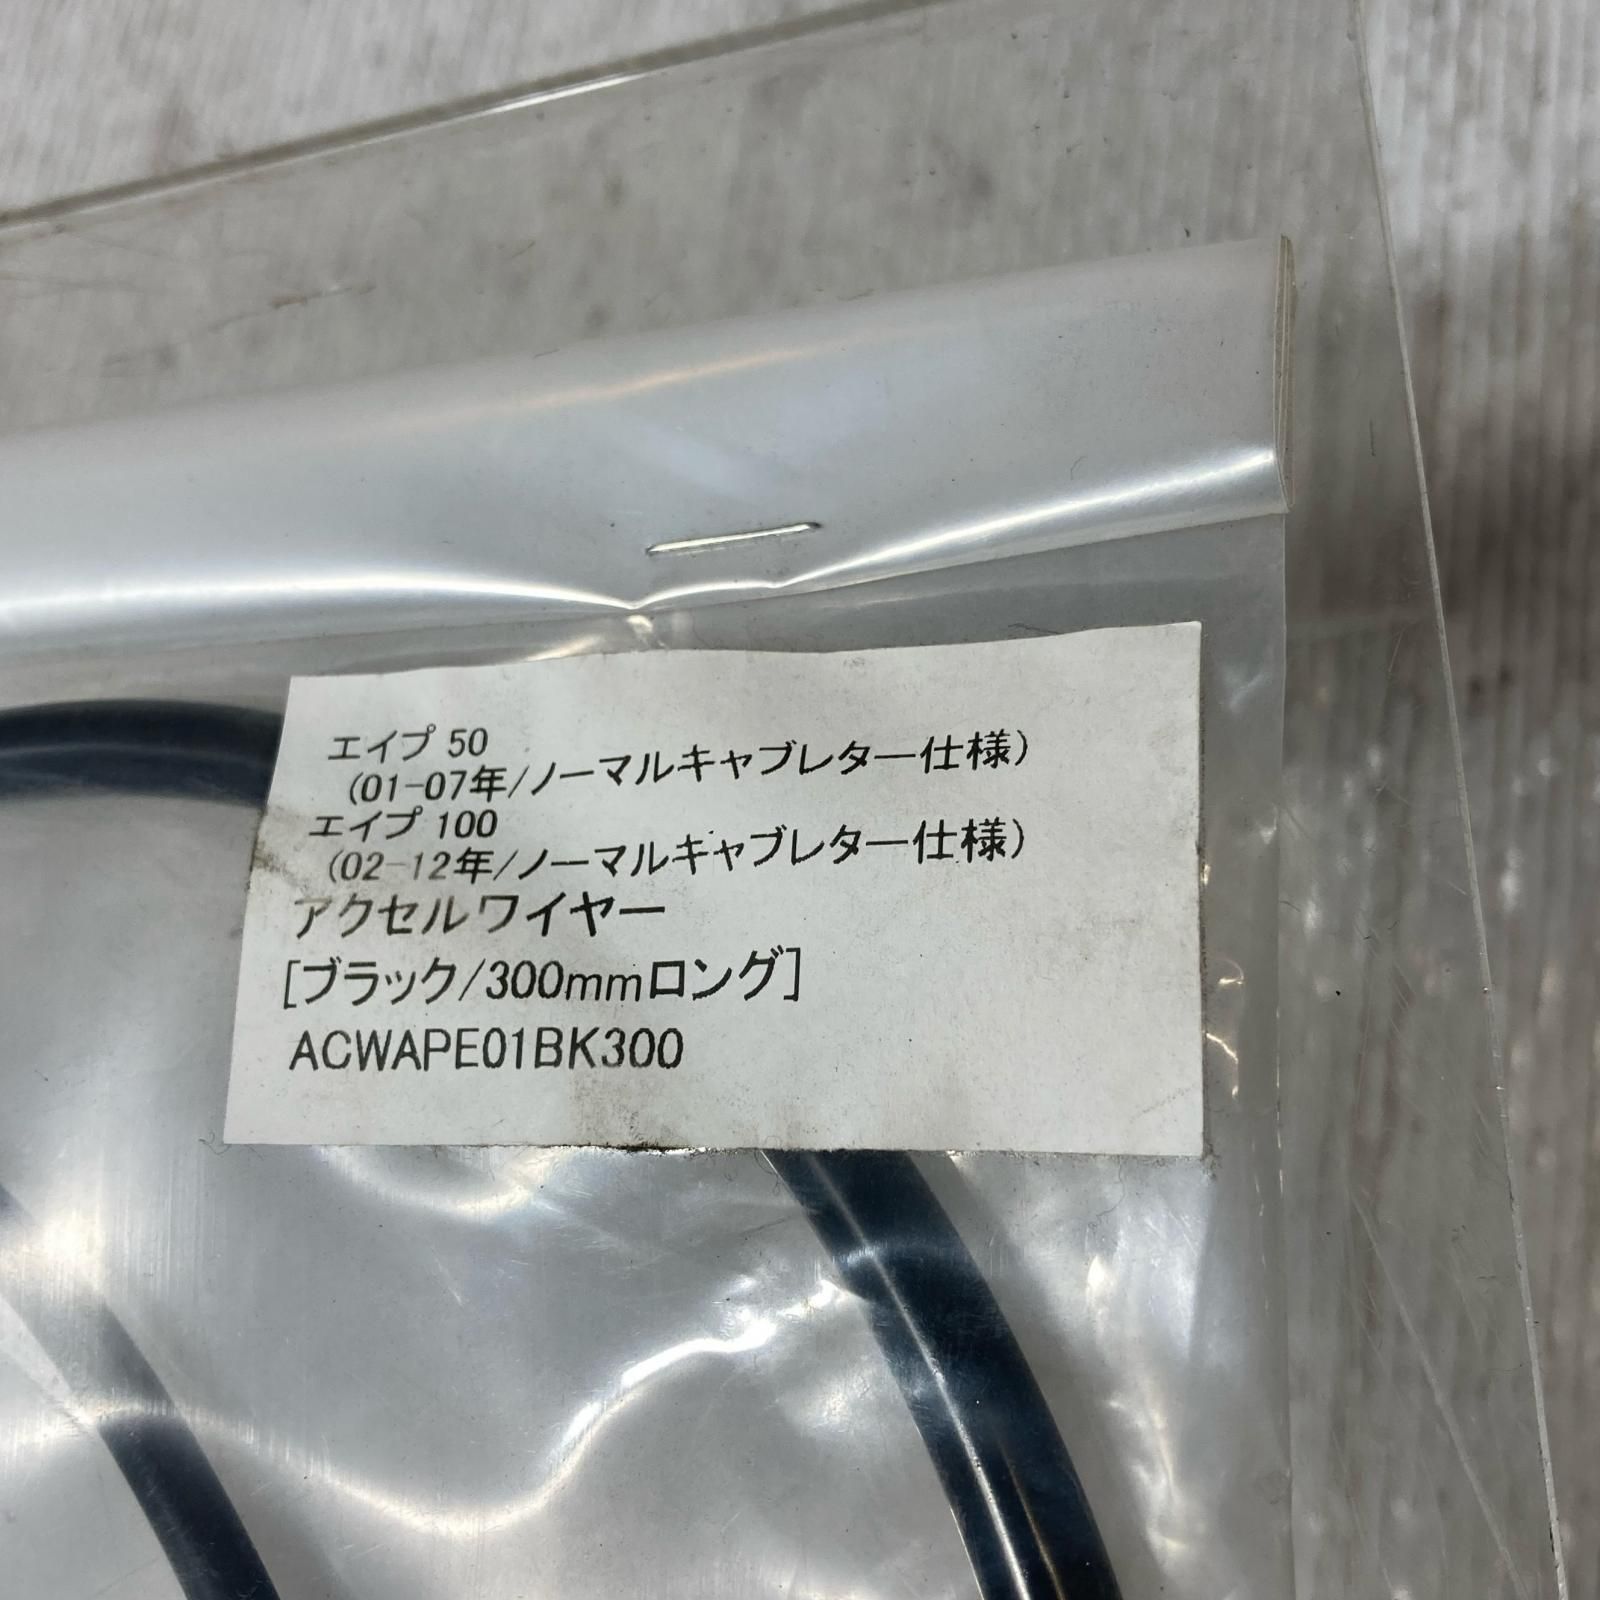 エイプ 50
(01-07年/ノーマルキャブレター仕様)
エイプ 100
(02-12年/ノーマルキャブレター仕様)
アクセルワイヤー
[ブラック/300mmロング]
ACWAPE01BK300